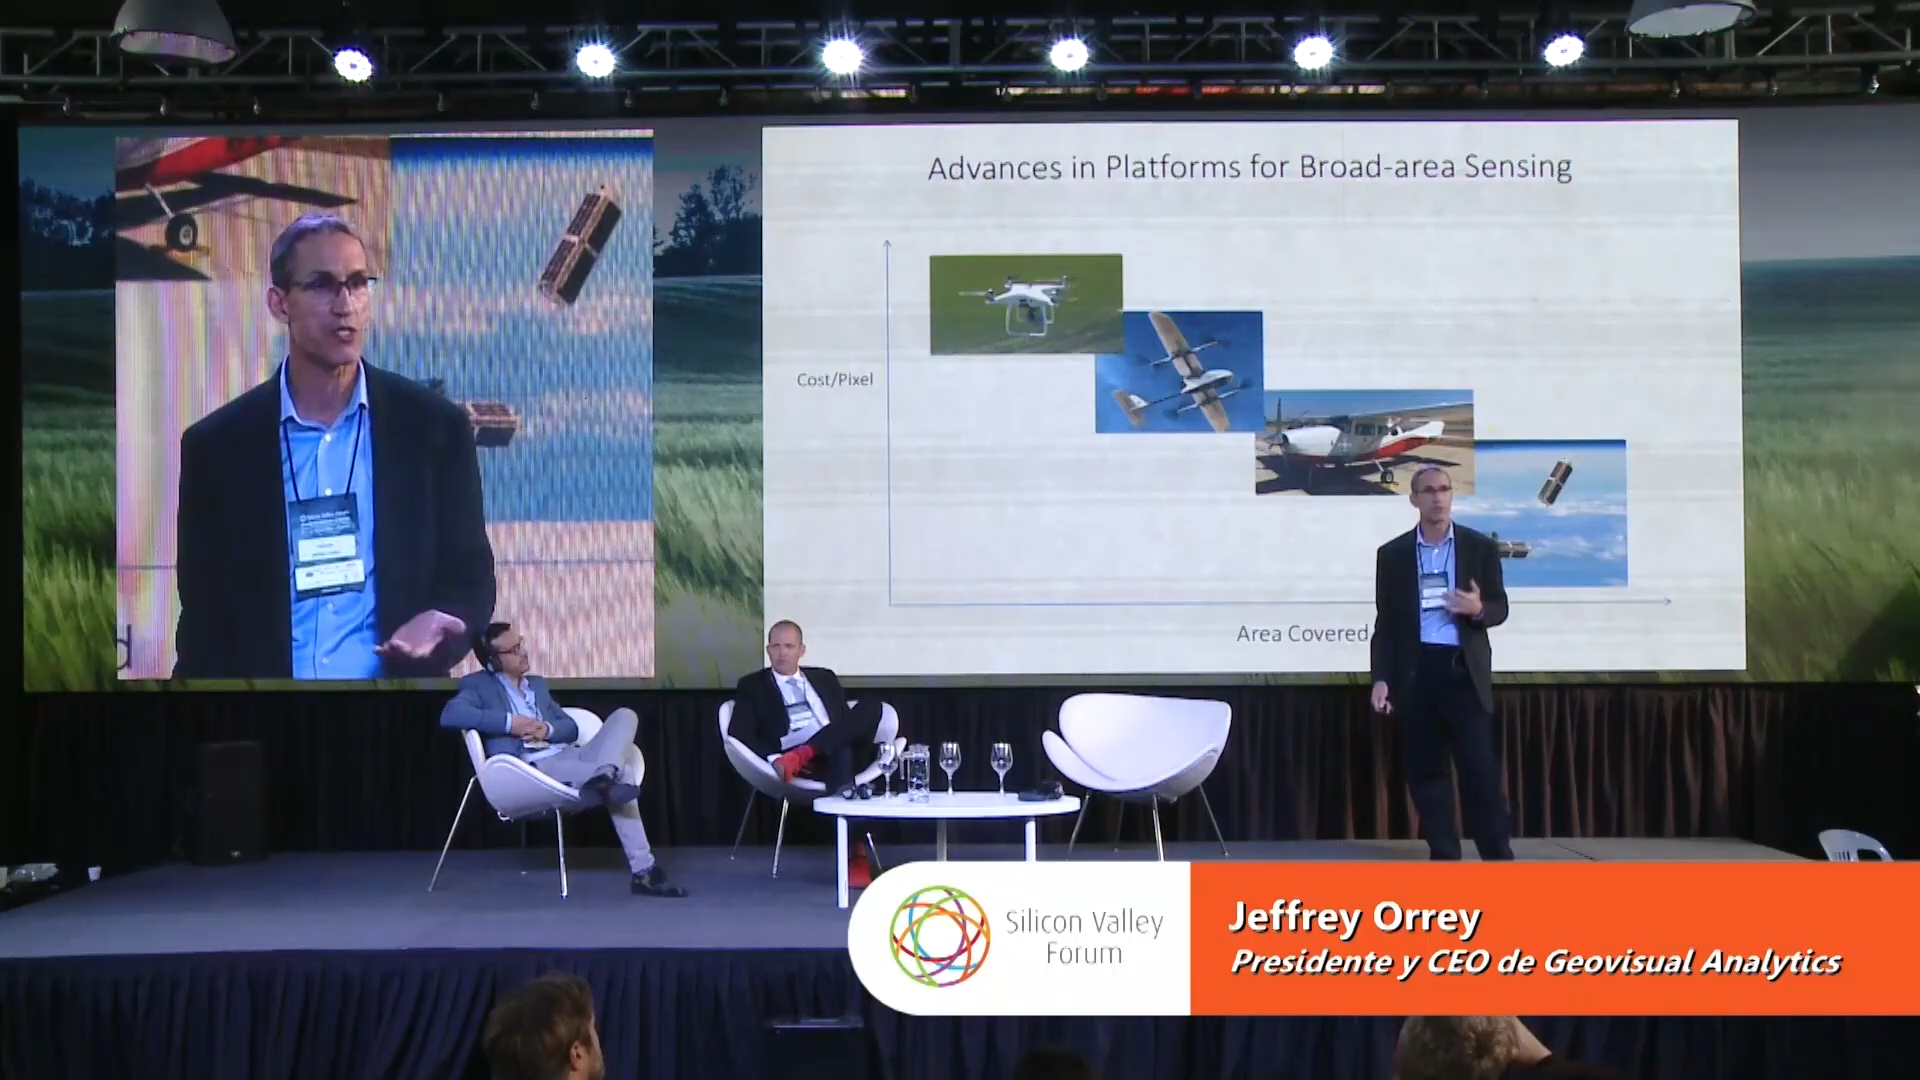 Advances in Platforms for Broad-area Sensing
Cost/Pixel
Area Covered
Silicon Valley
Forum
Jeffrey Orrey
Presidente y CEO de Geovisual Analytics